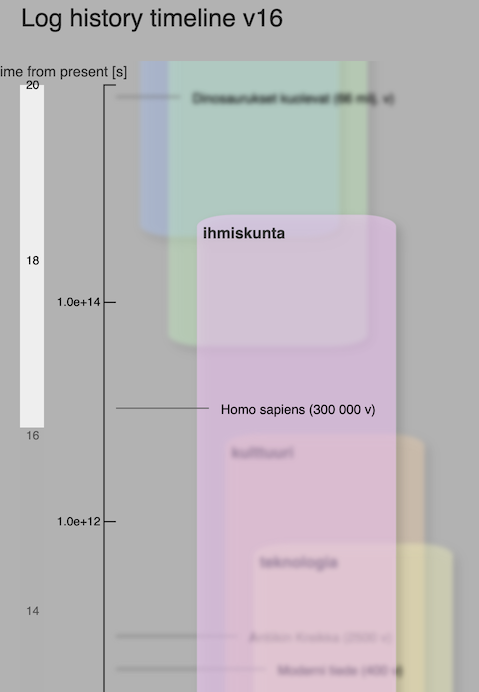 Log history timeline v16
ime from present [s]
20
Dinosaurukset kuolevat (66 milj. v)
ihmiskunta
18
1.0e+14
Homo sapiens (300 000 v)
16
kulttuuri
1.0e+12
teknologia
14
Antiikin Kreikka (2500 v)
Moderni tiede (400 v)